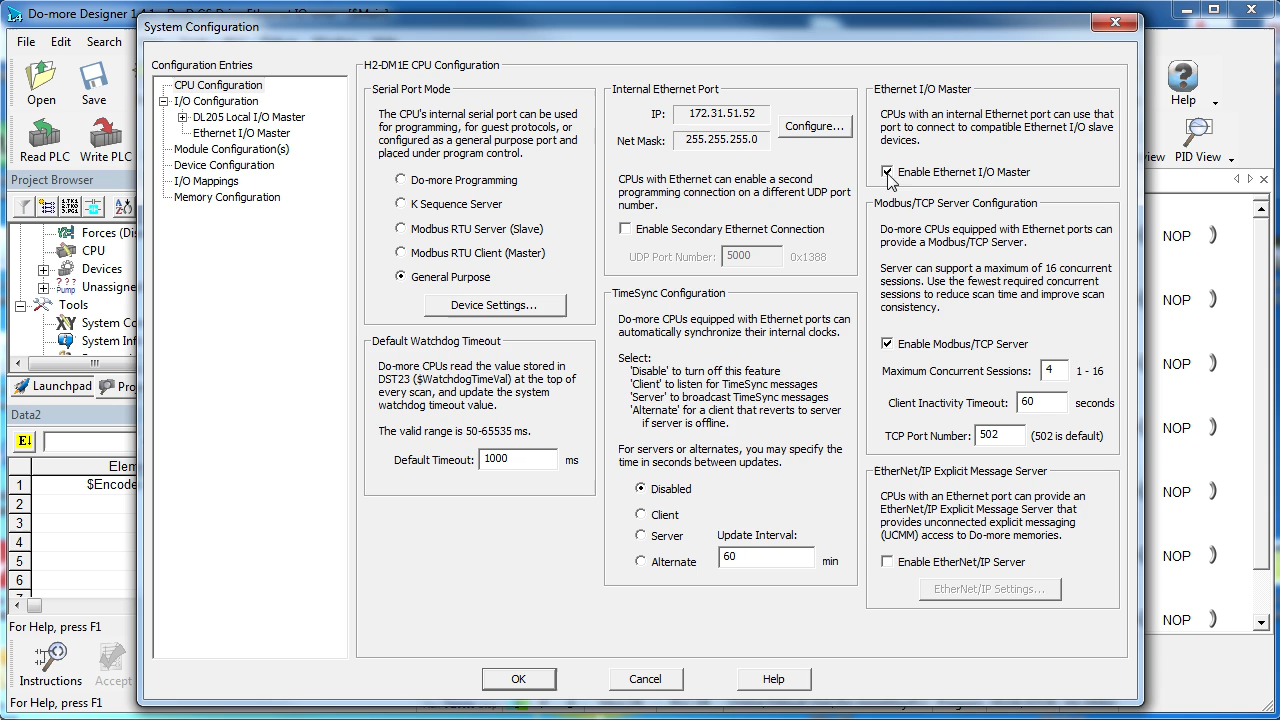 Do-more Designer
System Configuration
File Edit Search
Open
Save
Help
Read PLC
Write PLC
view
PID View
Project Browser
Forces (Dis
CPU
Devices
Unassigne
Tools
System Co
System Inf
Launchpad
Proj
Data2
Elem
1 $Encode
2
3
4
5
6
7
For Help, press F1
Instructions
Accept
For Help, press F1
Configuration Entries
CPU Configuration
I/O Configuration
DL205 Local I/O Master
Ethernet I/O Master
Module Configuration(s)
Device Configuration
I/O Mappings
Memory Configuration
H2-DM1E CPU Configuration
Serial Port Mode
The CPU's internal serial port can be used
for programming, for guest protocols, or
configured as a general purpose port and
placed under program control.
Do-more Programming
K Sequence Server
Modbus RTU Server (Slave)
Modbus RTU Client (Master)
General Purpose
Device Settings...
Default Watchdog Timeout
Do-more CPUs read the value stored in
DST23 ($WatchdogTimeVal) at the top of
every scan, and update the system
watchdog timeout value.
The valid range is 50-65535 ms.
Default Timeout: 1000 ms
Internal Ethernet Port
IP: 172.31.51.52
Net Mask: 255.255.255.0
Configure...
CPUs with Ethernet can enable a second
programming connection on a different UDP port
number.
Enable Secondary Ethernet Connection
UDP Port Number: 5000 0x1388
TimeSync Configuration
Do-more CPUs equipped with Ethernet ports can
automatically synchronize their internal clocks.
Select:
'Disable' to turn off this feature
'Client' to listen for TimeSync messages
'Server' to broadcast TimeSync messages
'Alternate' for a client that reverts to server
if server is offline.
For servers or alternates, you may specify the
time in seconds between updates.
Disabled
Client
Server
Alternate
Update Interval:
60 min
Ethernet I/O Master
CPUs with an internal Ethernet port can use that
port to connect to compatible Ethernet I/O slave
devices.
Enable Ethernet I/O Master
Modbus/TCP Server Configuration
Do-more CPUs equipped with Ethernet ports can
provide a Modbus/TCP Server.
Server can support a maximum of 16 concurrent
sessions. Use the fewest required concurrent
sessions to reduce scan time and improve scan
consistency.
Enable Modbus/TCP Server
Maximum Concurrent Sessions: 4 1 - 16
Client Inactivity Timeout: 60 seconds
TCP Port Number: 502 (502 is default)
EtherNet/IP Explicit Message Server
CPUs with an Ethernet port can provide an
EtherNet/IP Explicit Message Server that
provides unconnected explicit messaging
(UCMM) access to Do-more memories.
Enable EtherNet/IP Server
EtherNet/IP Settings...
OK
Cancel
Help
NOP
NOP
NOP
NOP
NOP
NOP
NOP